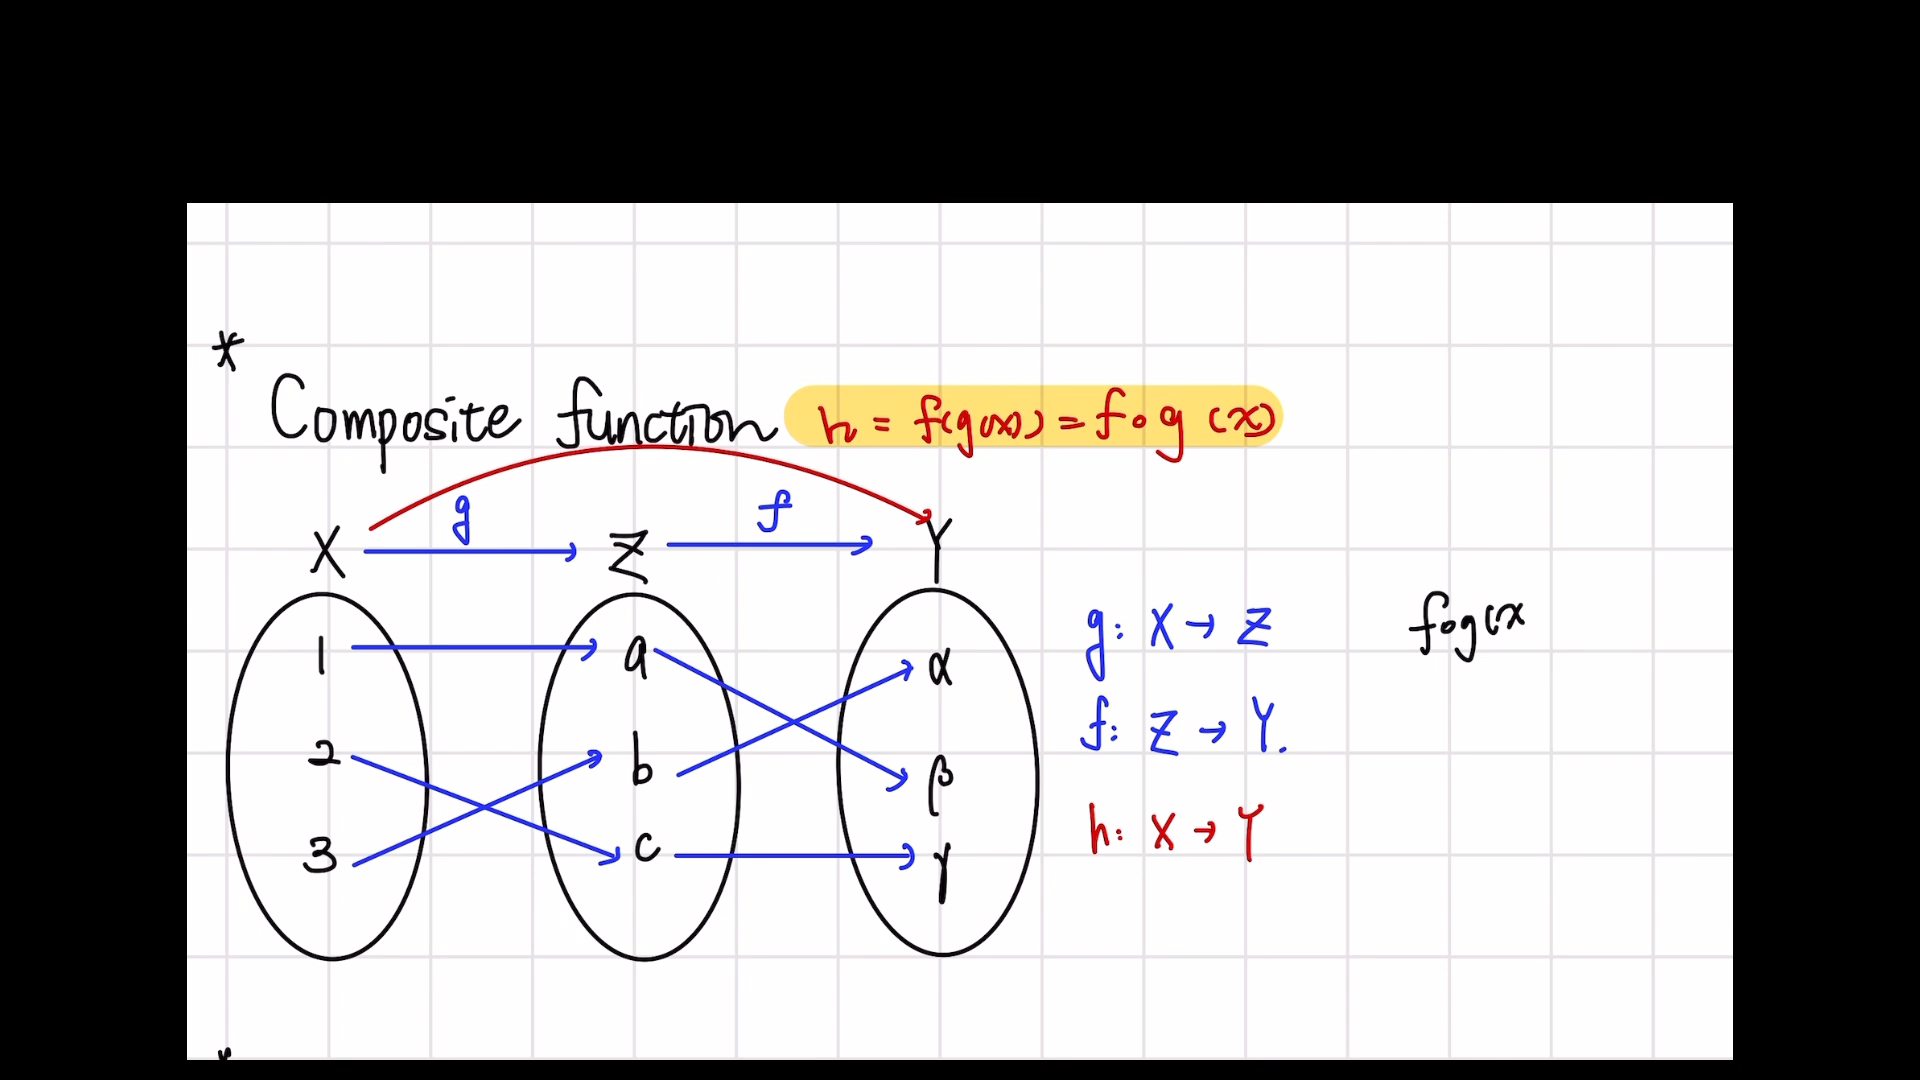 *
Composite function h = f(g(x)) = f∘g (x)
g f
X Z Y
1 a α
2 b β
3 c γ
g: X → Z
f∘g(x
f: Z → Y.
h: X → Y